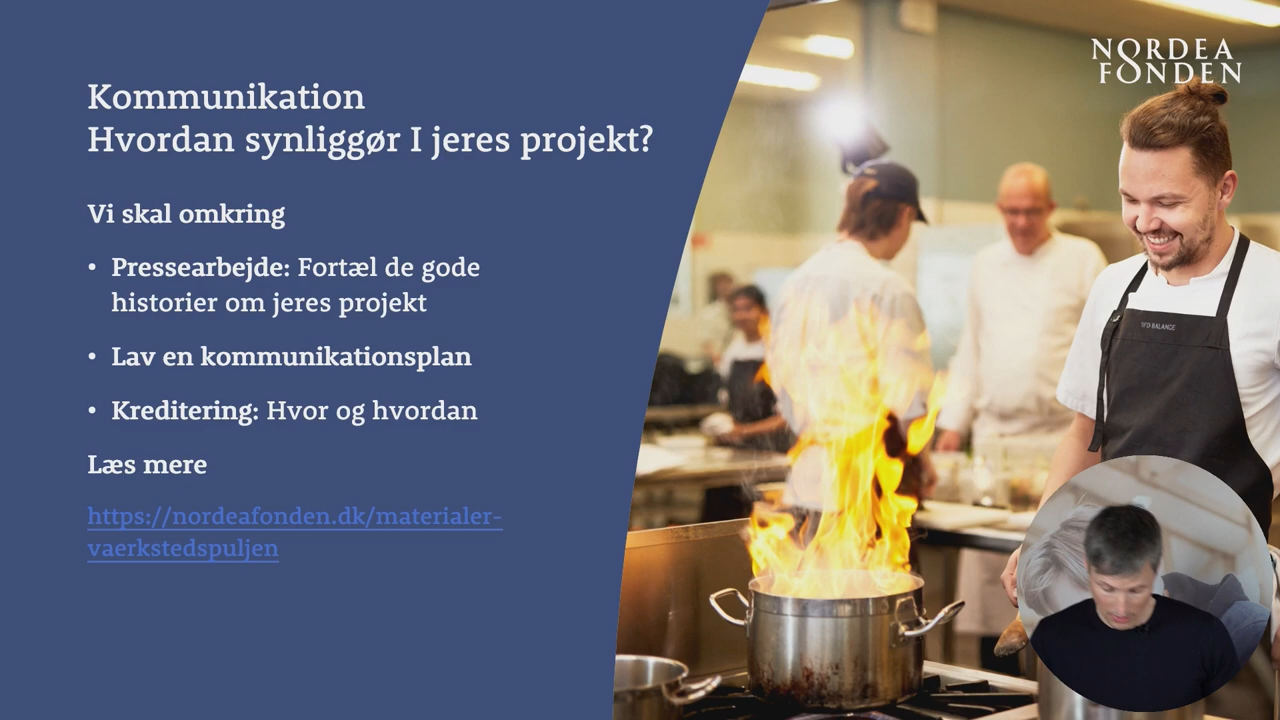 NORDEA
FONDEN
Kommunikation
Hvordan synliggør I jeres projekt?
Vi skal omkring
• Pressearbejde: Fortæl de gode
historier om jeres projekt
• Lav en kommunikationsplan
• Kreditering: Hvor og hvordan
Læs mere
https://nordeafonden.dk/materialer-
vaerkstedspuljen